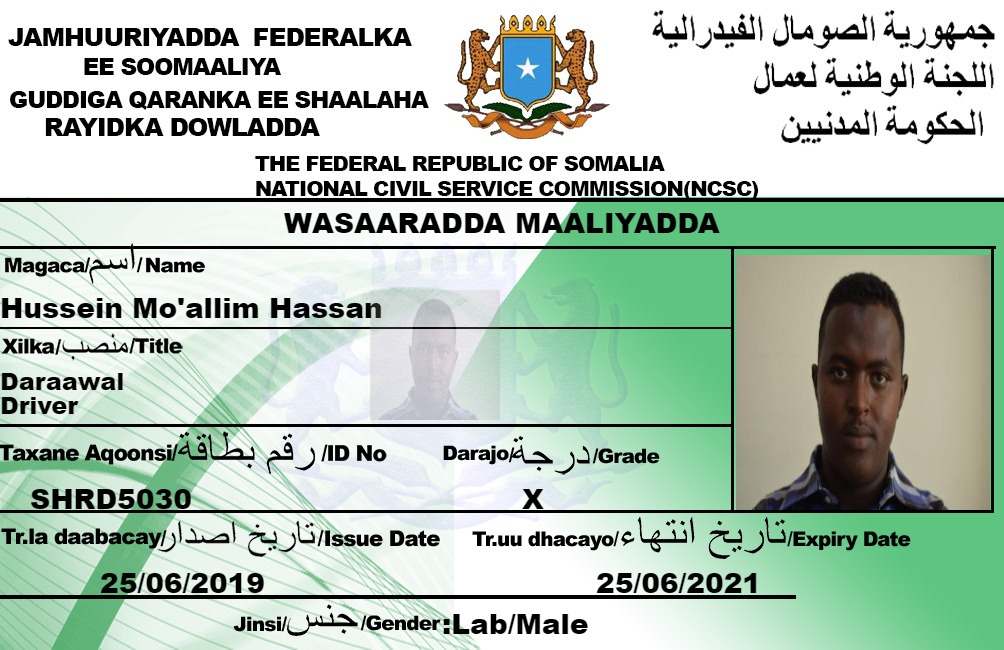 JAMHUURIYADDA FEDERALKA
EE SOOMAALIYA
GUDDIGA QARANKA EE SHAALAHA
RAYIDKA DOWLADDA
جمهورية الصومال الفيدرالية
اللجنة الوطنية لعمال
الحكومة المدنيين
THE FEDERAL REPUBLIC OF SOMALIA
NATIONAL CIVIL SERVICE COMMISSION(NCSC)
WASAARADDA MAALIYADDA
Magaca/اسم/Name
Hussein Mo'allim Hassan
Xilka/منصب/Title
Daraawal
Driver
Taxane Aqoonsi/رقم بطاقة/ID No
SHRD5030
Darajo/درجة/Grade
X
Tr.la daabacay/تاريخ اصدار/Issue Date
25/06/2019
Tr.uu dhacayo/تاريخ انتهاء/Expiry Date
25/06/2021
Jinsi/جنس/Gender:Lab/Male